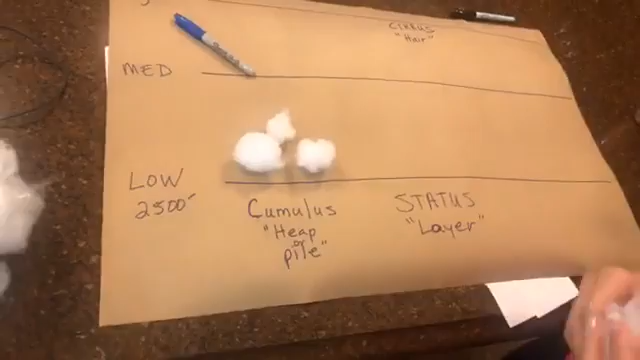 CIRRUS
"Hair"
MED
LOW
2500'
Cumulus
"Heap
or
pile"
STATUS
"Layer"